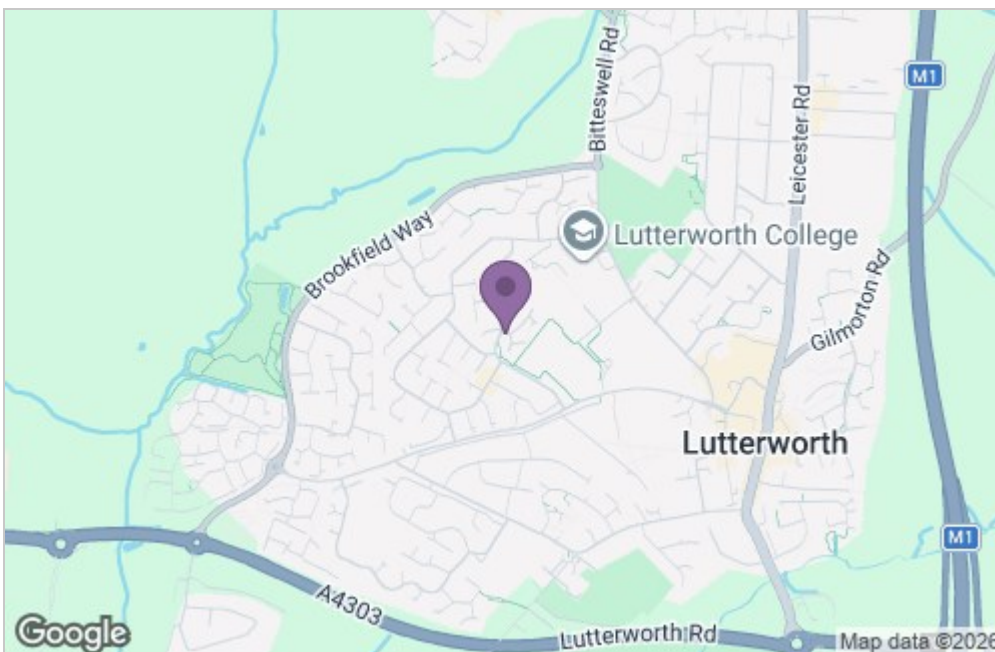 Bitteswell Rd
M1
Leicester Rd
Brookfield Way
Lutterworth College
Gilmorton Rd
Lutterworth
M1
A4303
Lutterworth Rd
Google
Map data ©2026